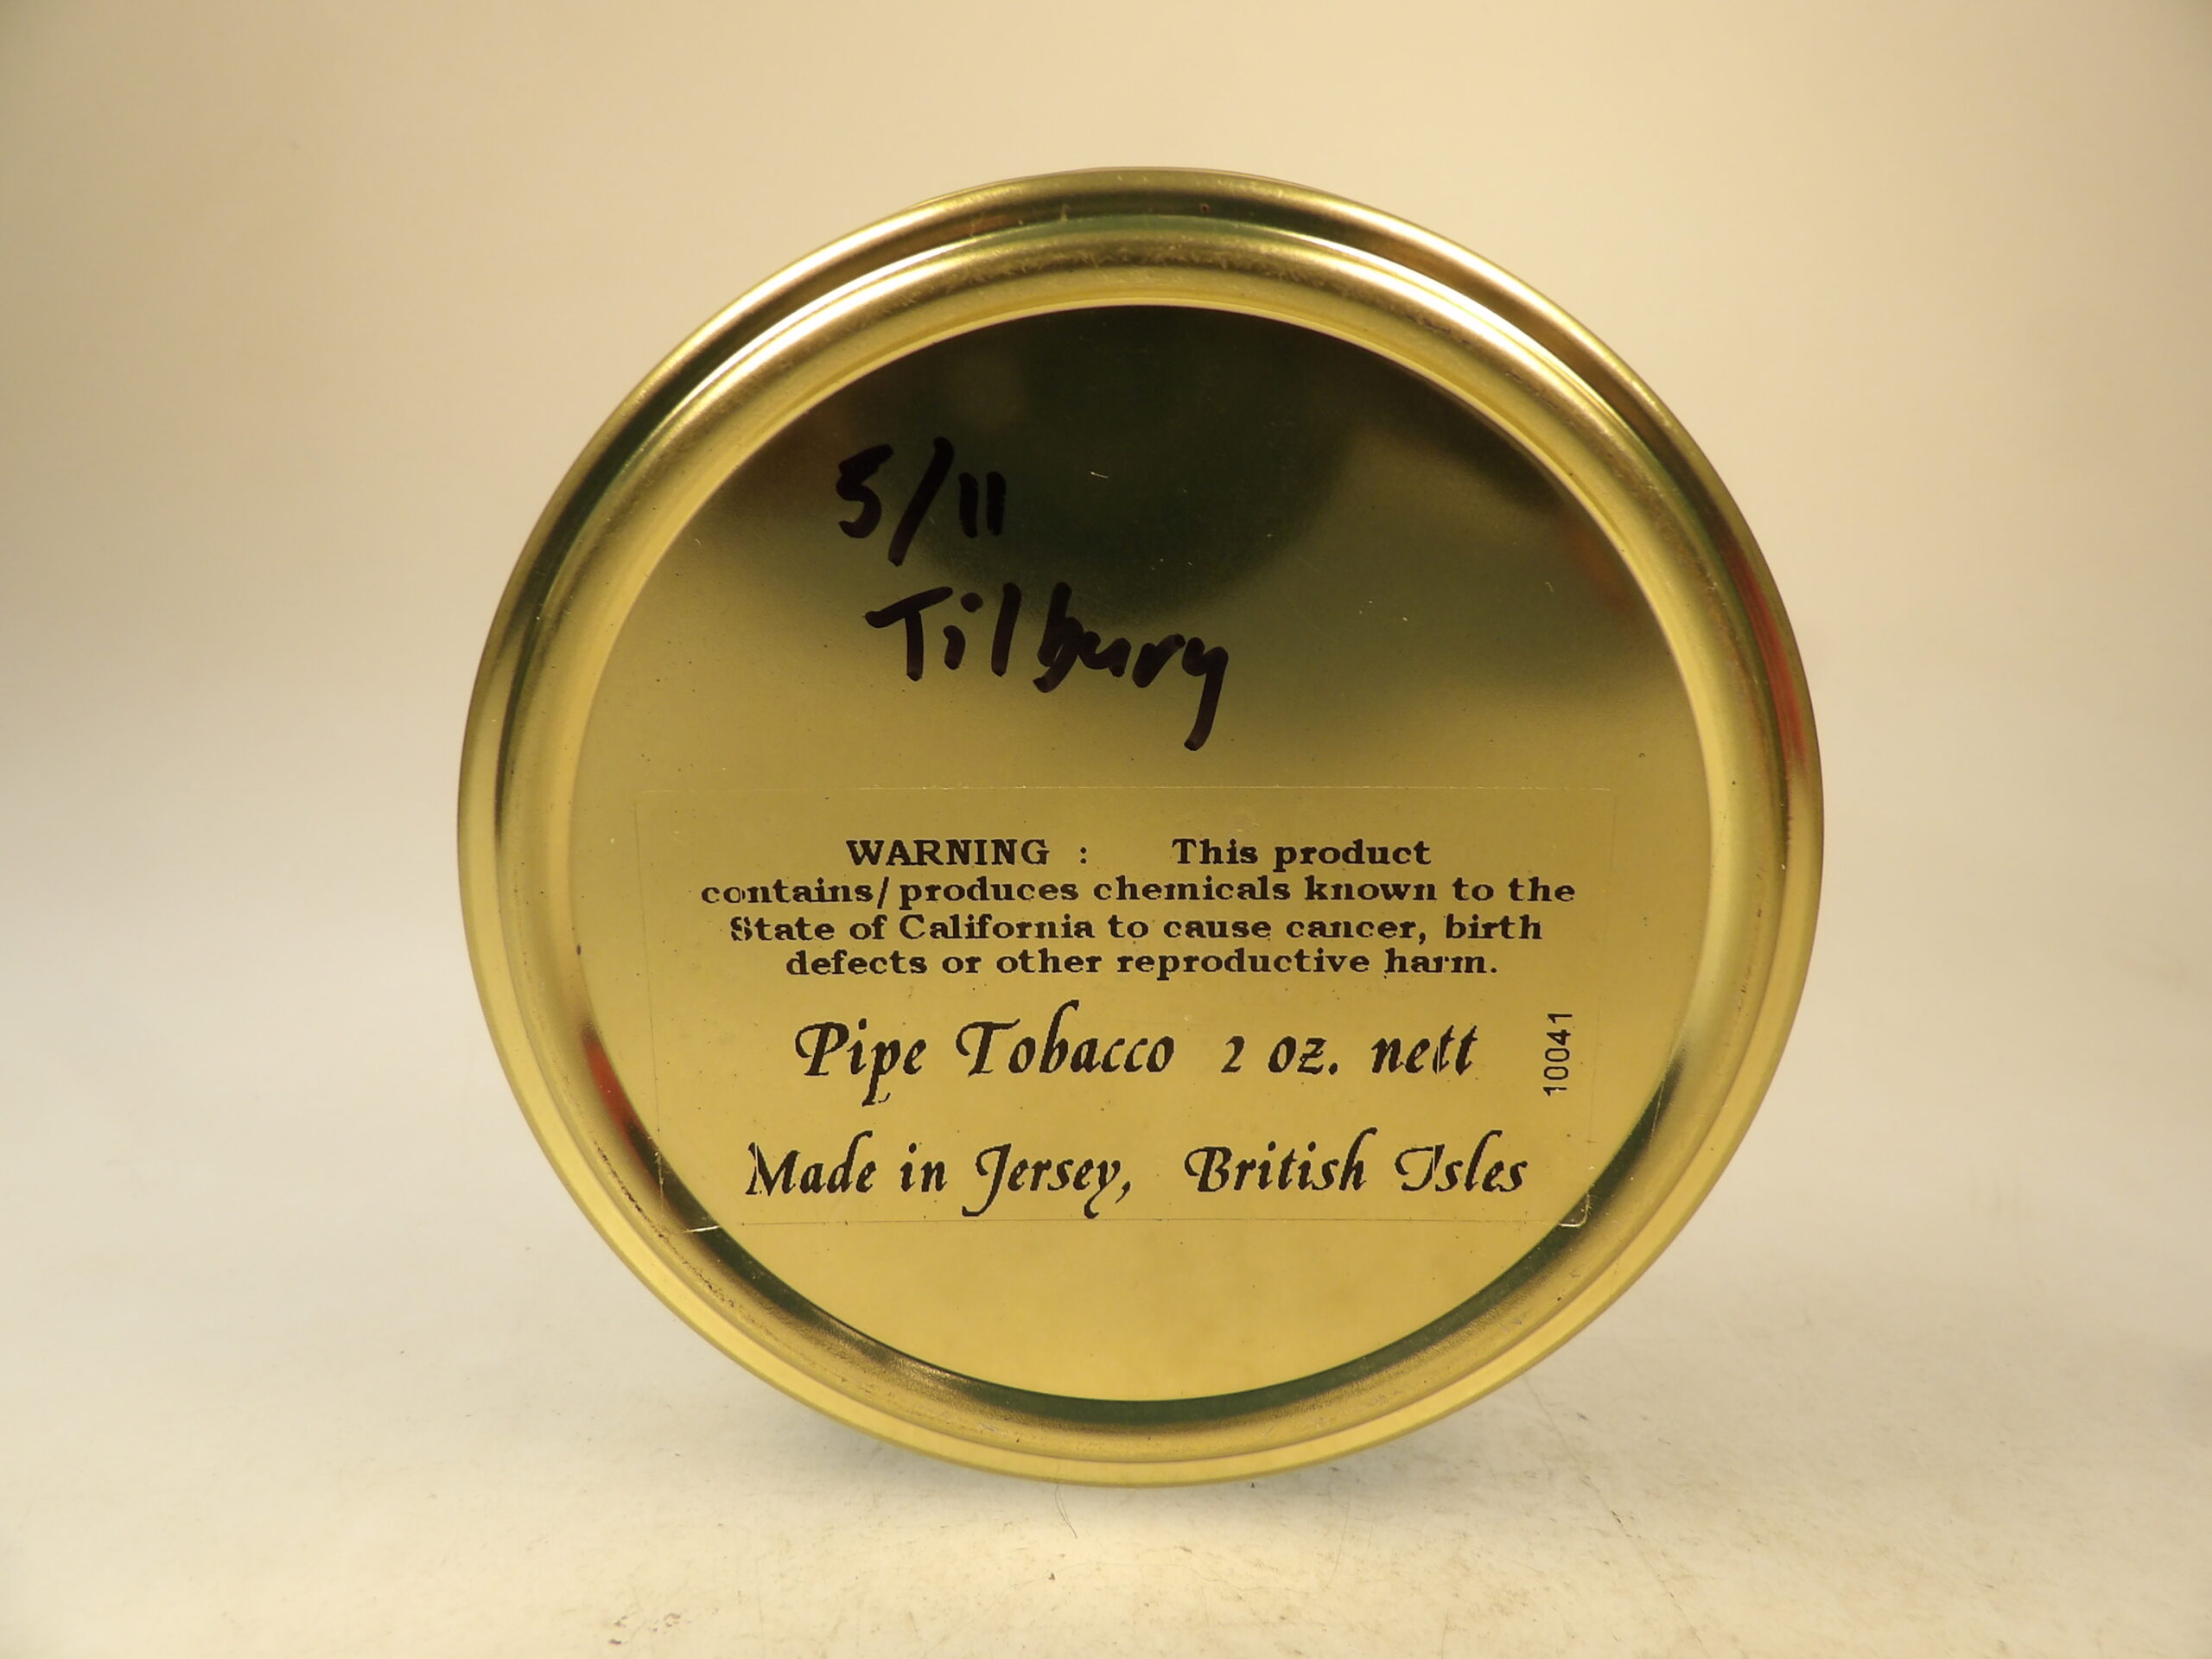 5/11
Tilbury
WARNING : This product
contains/produces chemicals known to the
State of California to cause cancer, birth
defects or other reproductive harm.
Pipe Tobacco 2 oz. nett
10041
Made in Jersey, British Isles